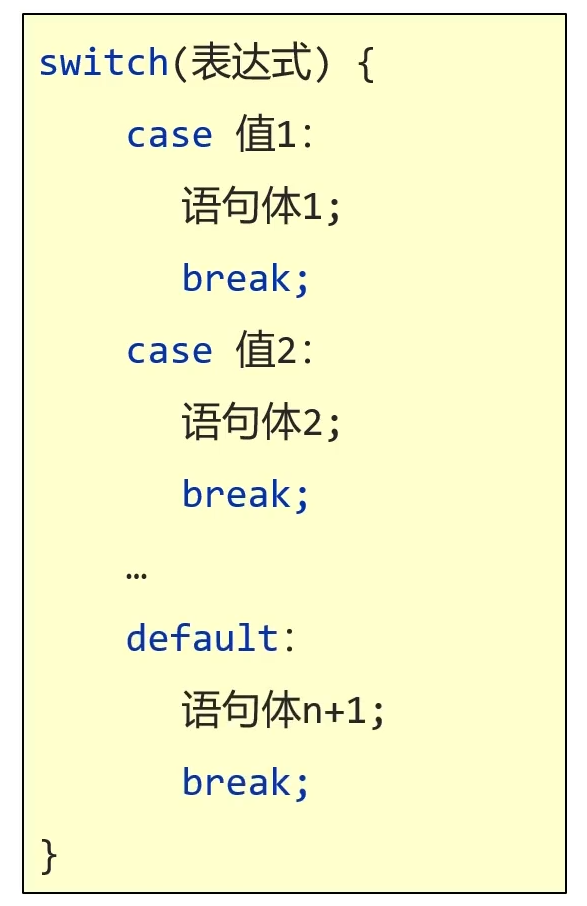 switch(表达式) {
case 值1:
语句体1;
break;
case 值2:
语句体2;
break;
…
default:
语句体n+1;
break;
}